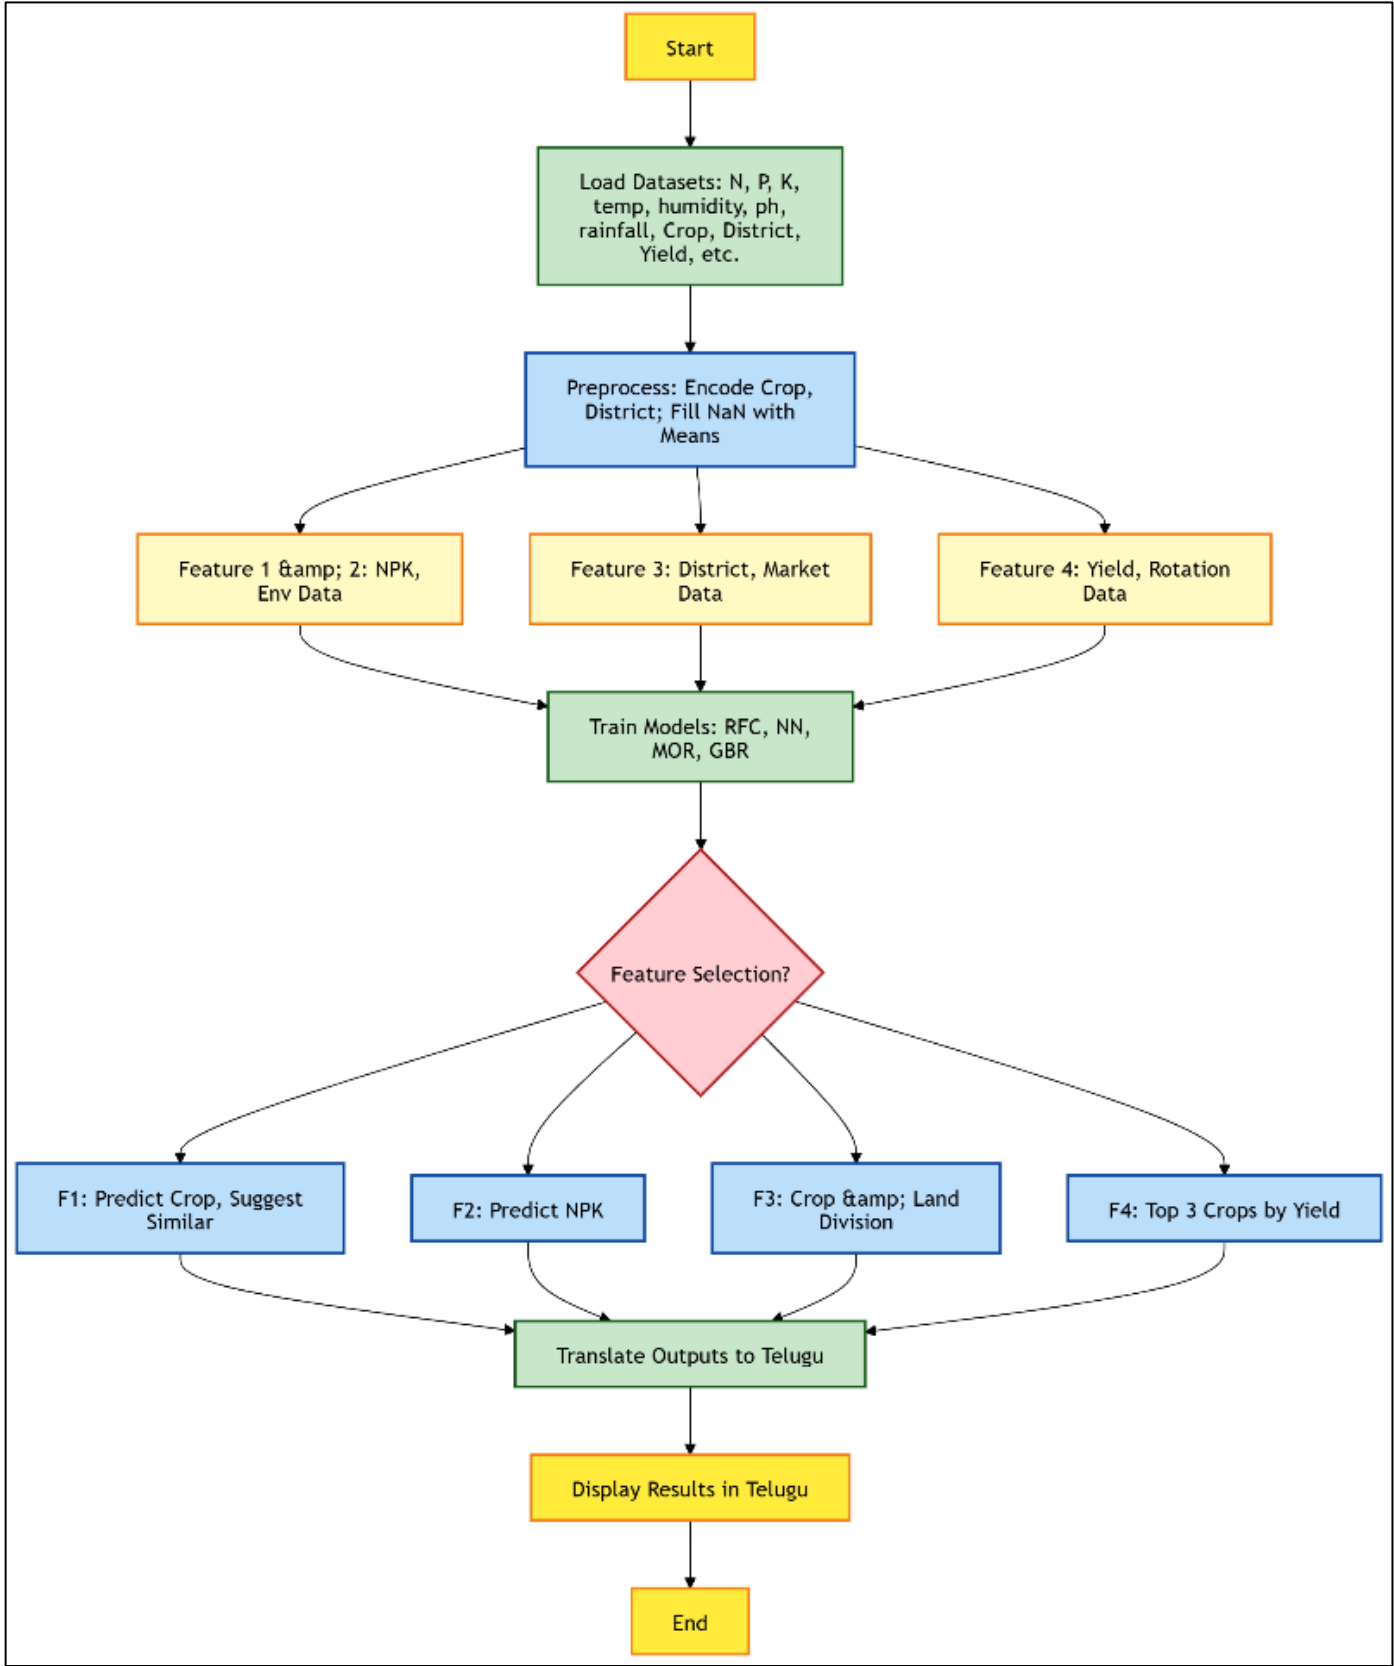 Start
Load Datasets: N, P, K,
temp, humidity, ph,
rainfall, Crop, District,
Yield, etc.
Preprocess: Encode Crop,
District; Fill NaN with
Means
Feature 1 &amp; 2: NPK,
Env Data
Feature 3: District, Market
Data
Feature 4: Yield, Rotation
Data
Train Models: RFC, NN,
MOR, GBR
Feature Selection?
F1: Predict Crop, Suggest
Similar
F2: Predict NPK
F3: Crop &amp; Land
Division
F4: Top 3 Crops by Yield
Translate Outputs to Telugu
Display Results in Telugu
End